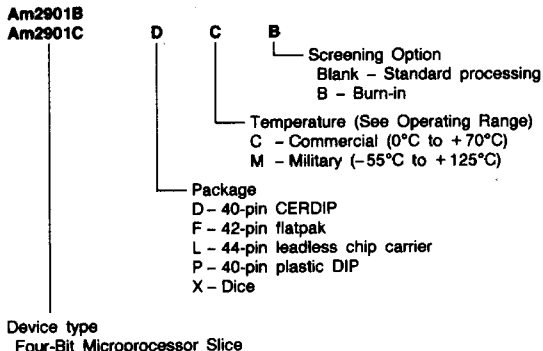 Am2901B
Am2901C D C B
Screening Option
Blank – Standard processing
B – Burn-in
Temperature (See Operating Range)
C – Commercial (0°C to +70°C)
M – Military (–55°C to +125°C)
Package
D – 40-pin CERDIP
F – 42-pin flatpak
L – 44-pin leadless chip carrier
P – 40-pin plastic DIP
X – Dice
Device type
Four-Bit Microprocessor Slice